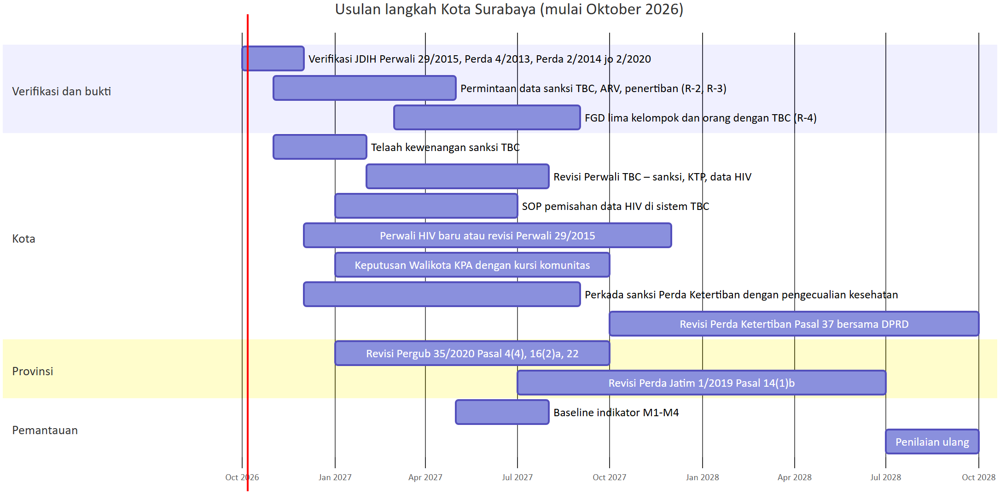 Usulan langkah Kota Surabaya (mulai Oktober 2026)
Verifikasi dan bukti
Verifikasi JDIH Perwali 29/2015, Perda 4/2013, Perda 2/2014 jo 2/2020
Permintaan data sanksi TBC, ARV, penertiban (R-2, R-3)
FGD lima kelompok dan orang dengan TBC (R-4)
Kota
Telaah kewenangan sanksi TBC
Revisi Perwali TBC – sanksi, KTP, data HIV
SOP pemisahan data HIV di sistem TBC
Perwali HIV baru atau revisi Perwali 29/2015
Keputusan Walikota KPA dengan kursi komunitas
Perkada sanksi Perda Ketertiban dengan pengecualian kesehatan
Revisi Perda Ketertiban Pasal 37 bersama DPRD
Provinsi
Revisi Pergub 35/2020 Pasal 4(4), 16(2)a, 22
Revisi Perda Jatim 1/2019 Pasal 14(1)b
Pemantauan
Baseline indikator M1-M4
Penilaian ulang
Oct 2026
Jan 2027
Apr 2027
Jul 2027
Oct 2027
Jan 2028
Apr 2028
Jul 2028
Oct 2028